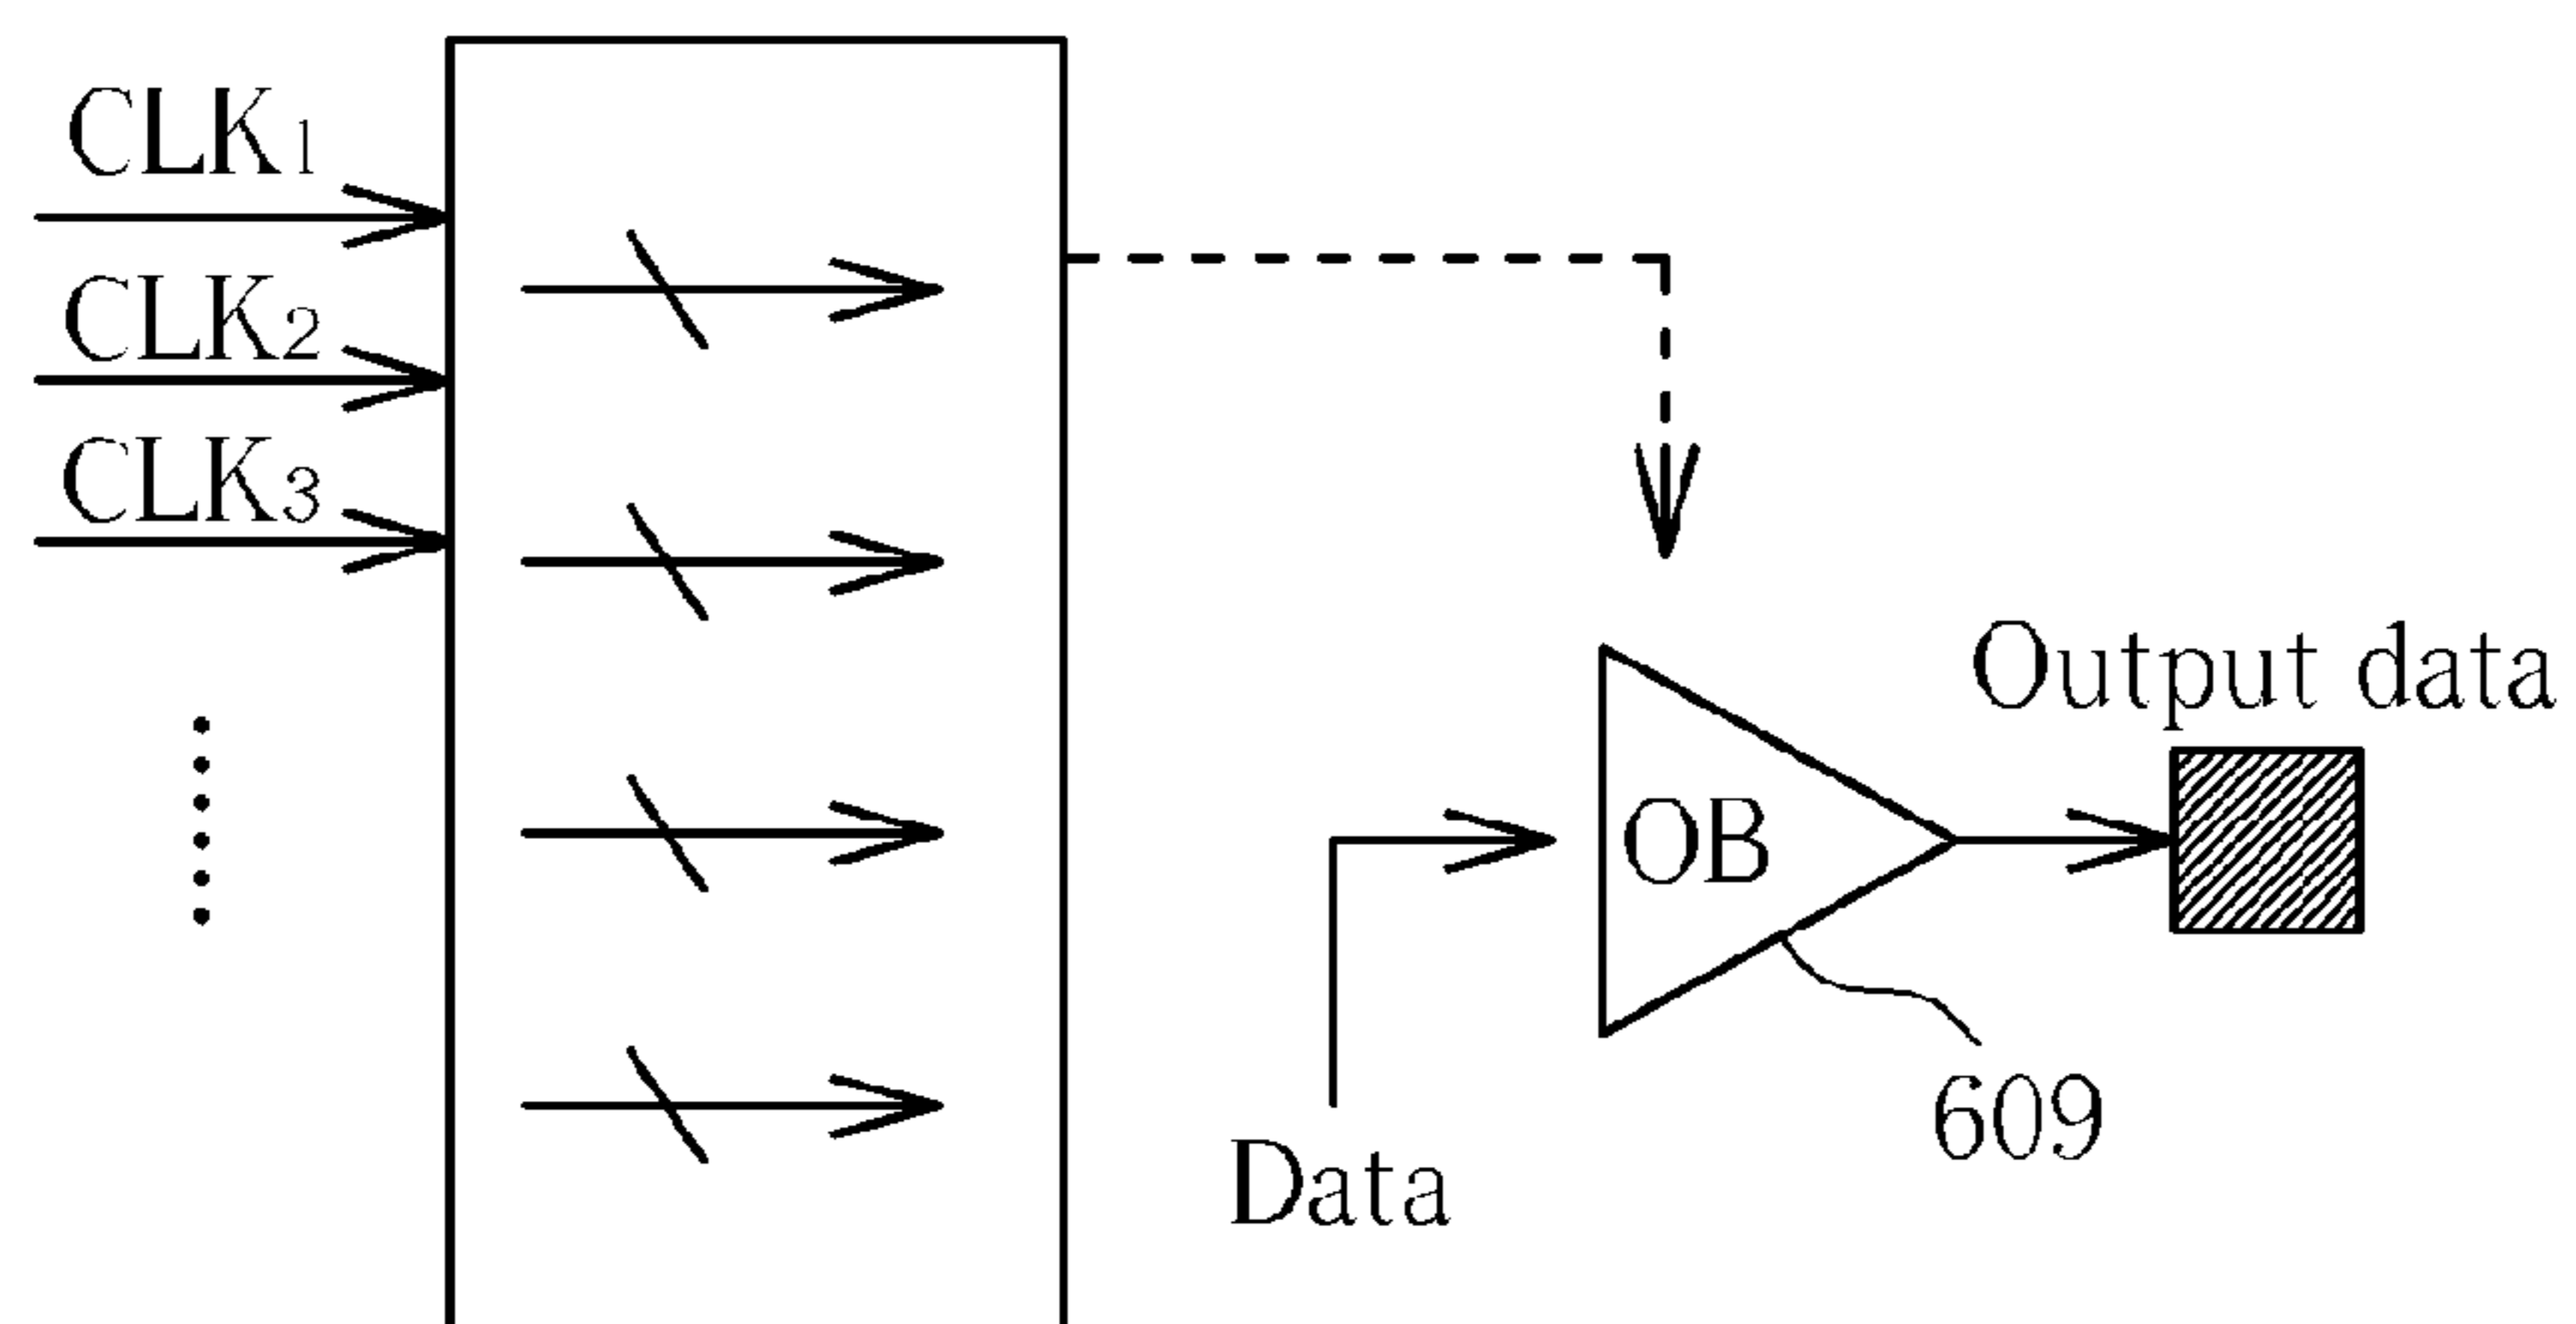 CLK1
CLK2
CLK3
Output data
OB
609
Data